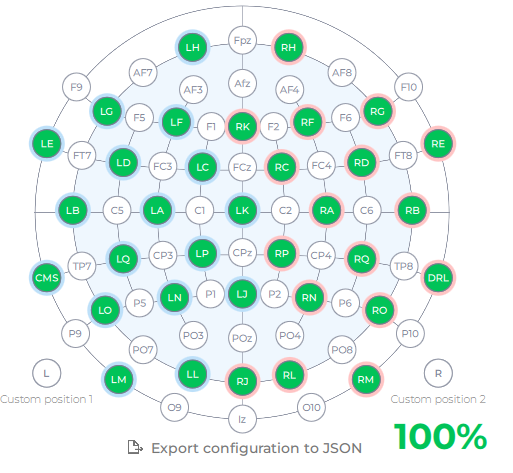 Fpz
LH RH
AF7 AF8
F9 AF3 Afz AF4 F10
LG F5 LF F1 RK F2 RF F6 RG
LE RE
FT7 LD FC3 LC FCz RC FC4 RD FT8
LB C5 LA C1 LK C2 RA C6 RB
TP7 LQ CP3 LP CPz RP CP4 RQ TP8
CMS DRL
LO P5 LN P1 LJ P2 RN P6 RO
P9 PO3 POz PO4 P10
PO7 PO8
L LM LL RJ RL RM R
Custom position 1 Custom position 2
O9 Iz O10
100%
Export configuration to JSON